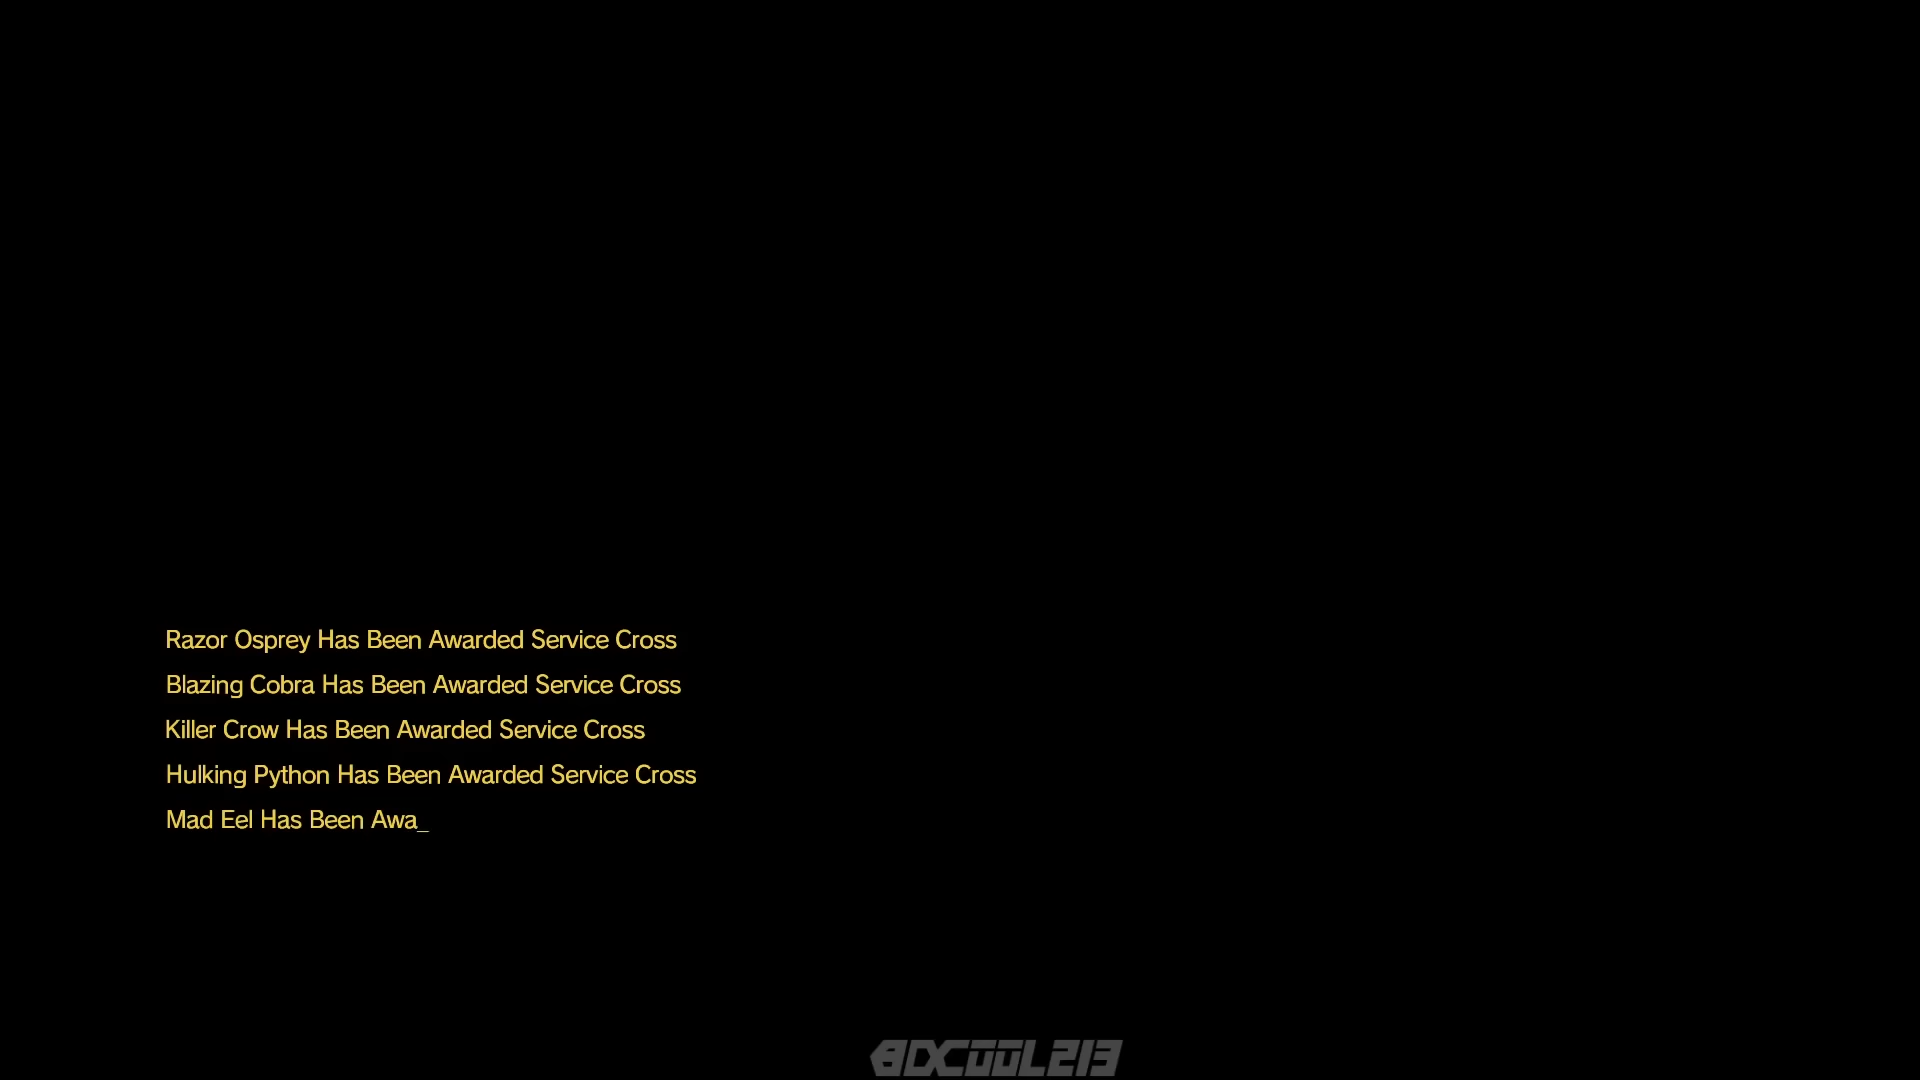 Razor Osprey Has Been Awarded Service Cross
Blazing Cobra Has Been Awarded Service Cross
Killer Crow Has Been Awarded Service Cross
Hulking Python Has Been Awarded Service Cross
Mad Eel Has Been Awa_